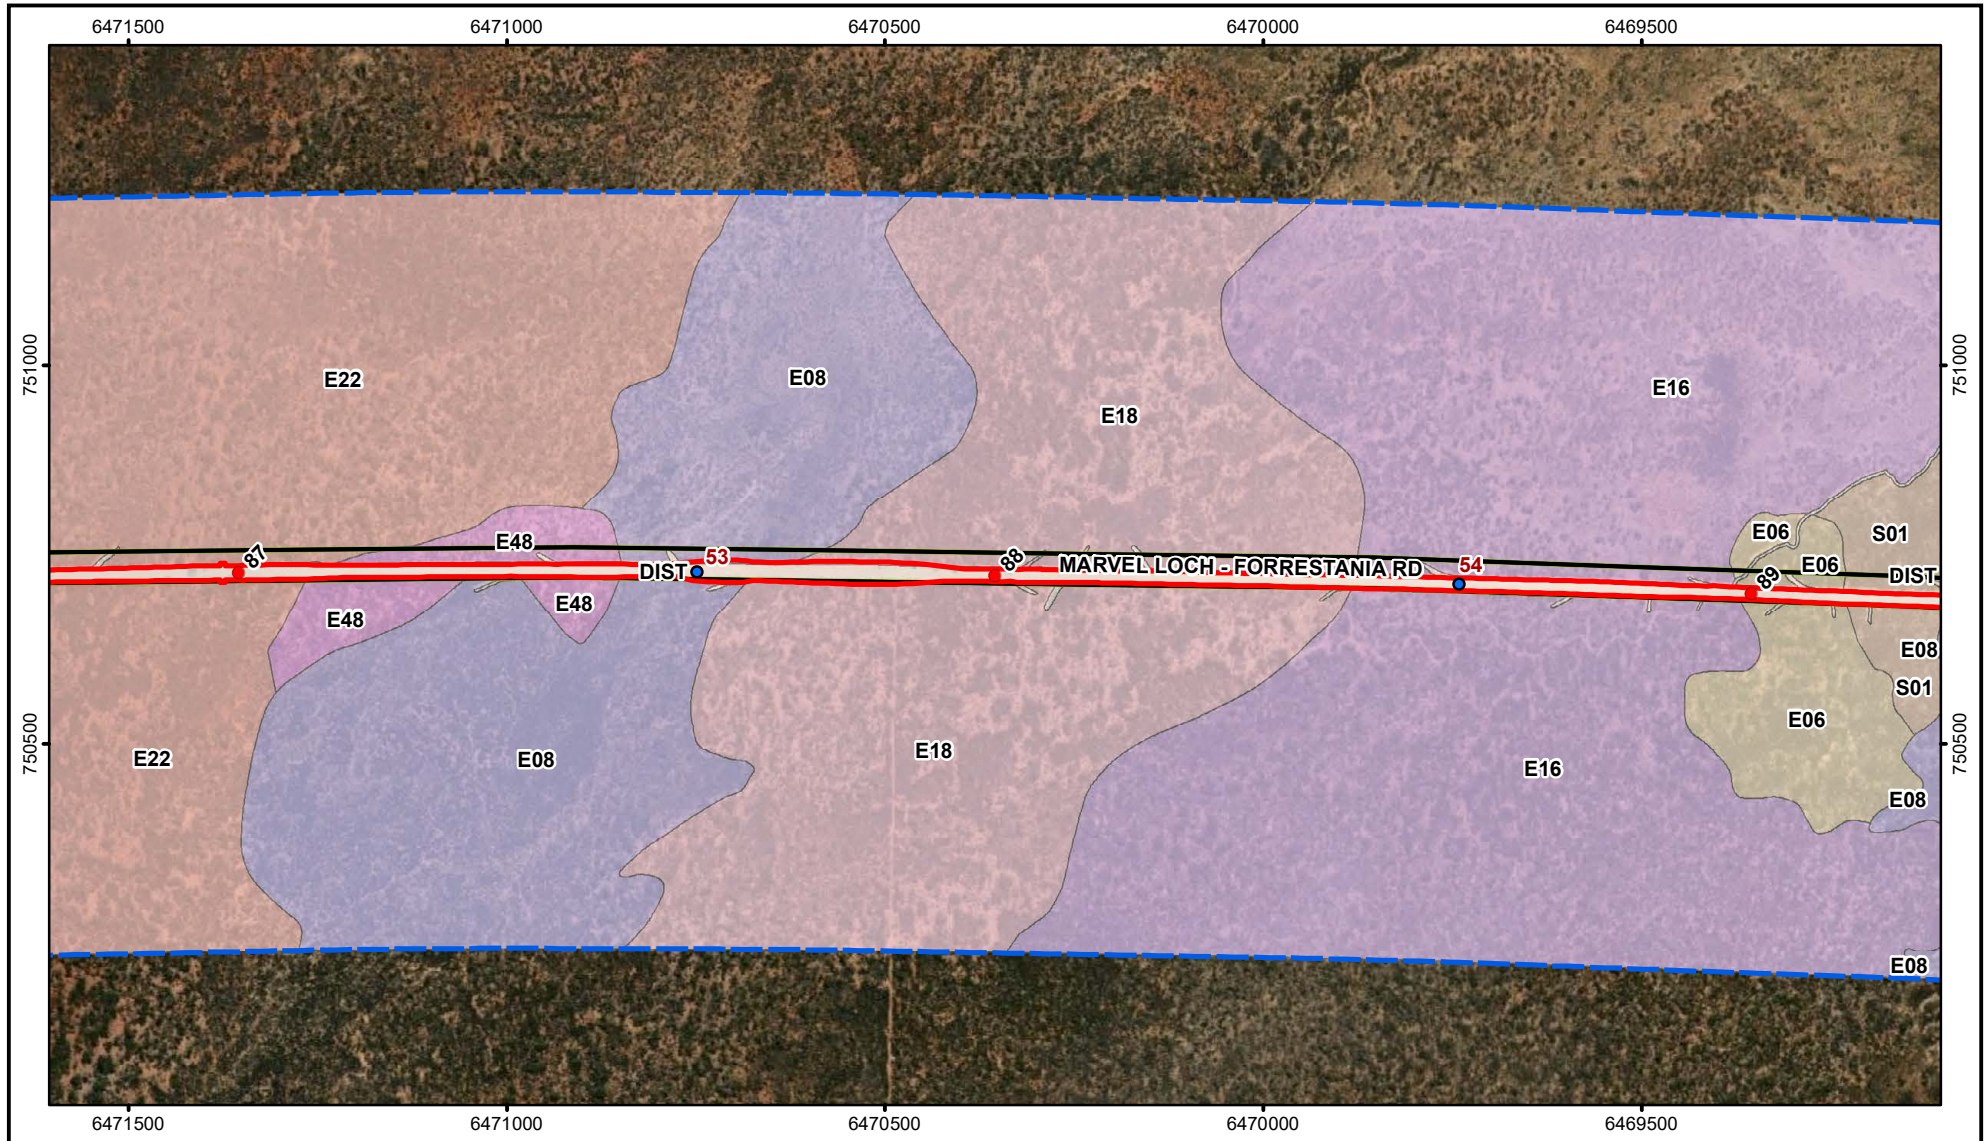 6471500 6471000 6470500 6470000 6469500
751000 751000
E22 E08 E16
E18
E48 E06 S01
87 53 88 MARVEL LOCH - FORRESTANIA RD 54 E06
DIST 89 DIST
E48
E48 E08
S01
E06
750500 750500
E22 E08 E18 E16
E08
E08
6471500 6471000 6470500 6470000 6469500